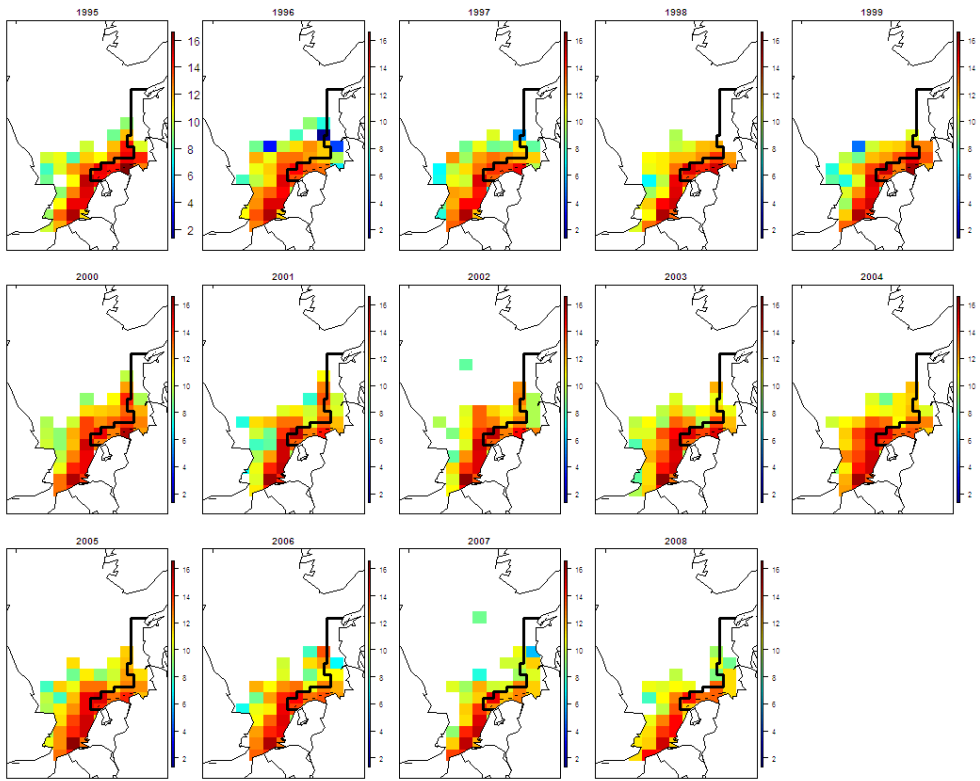 1995 1996 1997 1998 1999
16 16 16 16 16
14 14 14 14 14
12 12 12 12 12
10 10 10 10 10
8 8 8 8 8
6 6 6 6 6
4 4 4 4 4
2 2 2 2 2
2000 2001 2002 2003 2004
16 16 16 16 16
14 14 14 14 14
12 12 12 12 12
10 10 10 10 10
8 8 8 8 8
6 6 6 6 6
4 4 4 4 4
2 2 2 2 2
2005 2006 2007 2008
16 16 16 16
14 14 14 14
12 12 12 12
10 10 10 10
8 8 8 8
6 6 6 6
4 4 4 4
2 2 2 2